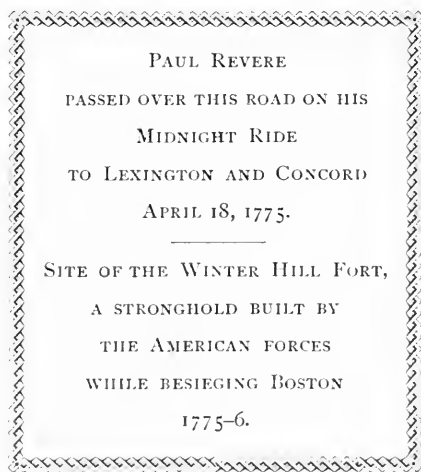 PAUL REVERE
PASSED OVER THIS ROAD ON HIS
MIDNIGHT RIDE
TO LEXINGTON AND CONCORD
APRIL 18, 1775.
SITE OF THE WINTER HILL FORT,
A STRONGHOLD BUILT BY
THE AMERICAN FORCES
WHILE BESIEGING BOSTON
1775–6.